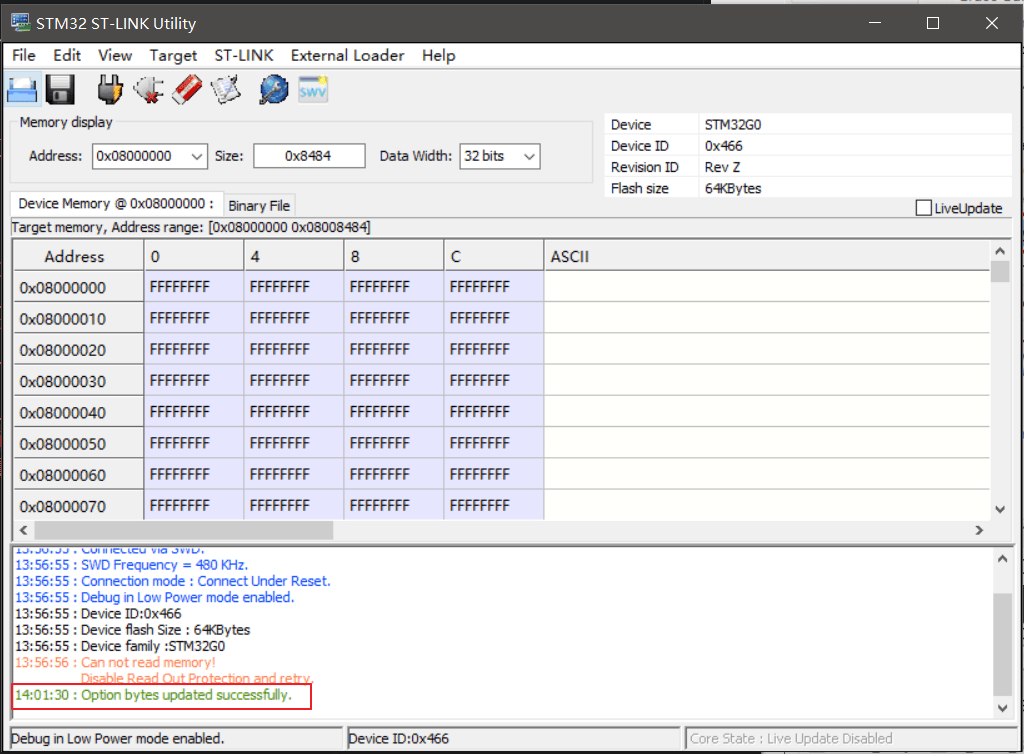 STM32 ST-LINK Utility
File Edit View Target ST-LINK External Loader Help
SWV
Memory display
Address: 0x08000000 Size: 0x8484 Data Width: 32 bits
Device STM32G0
Device ID 0x466
Revision ID Rev Z
Flash size 64KBytes
Device Memory @ 0x08000000 : Binary File
LiveUpdate
Target memory, Address range: [0x08000000 0x08008484]
Address 0 4 8 C ASCII
0x08000000 FFFFFFFF FFFFFFFF FFFFFFFF FFFFFFFF
0x08000010 FFFFFFFF FFFFFFFF FFFFFFFF FFFFFFFF
0x08000020 FFFFFFFF FFFFFFFF FFFFFFFF FFFFFFFF
0x08000030 FFFFFFFF FFFFFFFF FFFFFFFF FFFFFFFF
0x08000040 FFFFFFFF FFFFFFFF FFFFFFFF FFFFFFFF
0x08000050 FFFFFFFF FFFFFFFF FFFFFFFF FFFFFFFF
0x08000060 FFFFFFFF FFFFFFFF FFFFFFFF FFFFFFFF
0x08000070 FFFFFFFF FFFFFFFF FFFFFFFF FFFFFFFF
13:56:55 : Connected via SWD.
13:56:55 : SWD Frequency = 480 KHz.
13:56:55 : Connection mode : Connect Under Reset.
13:56:55 : Debug in Low Power mode enabled.
13:56:55 : Device ID:0x466
13:56:55 : Device flash Size : 64KBytes
13:56:55 : Device family :STM32G0
13:56:56 : Can not read memory!
Disable Read Out Protection and retry.
14:01:30 : Option bytes updated successfully.
Debug in Low Power mode enabled. Device ID:0x466 Core State : Live Update Disabled